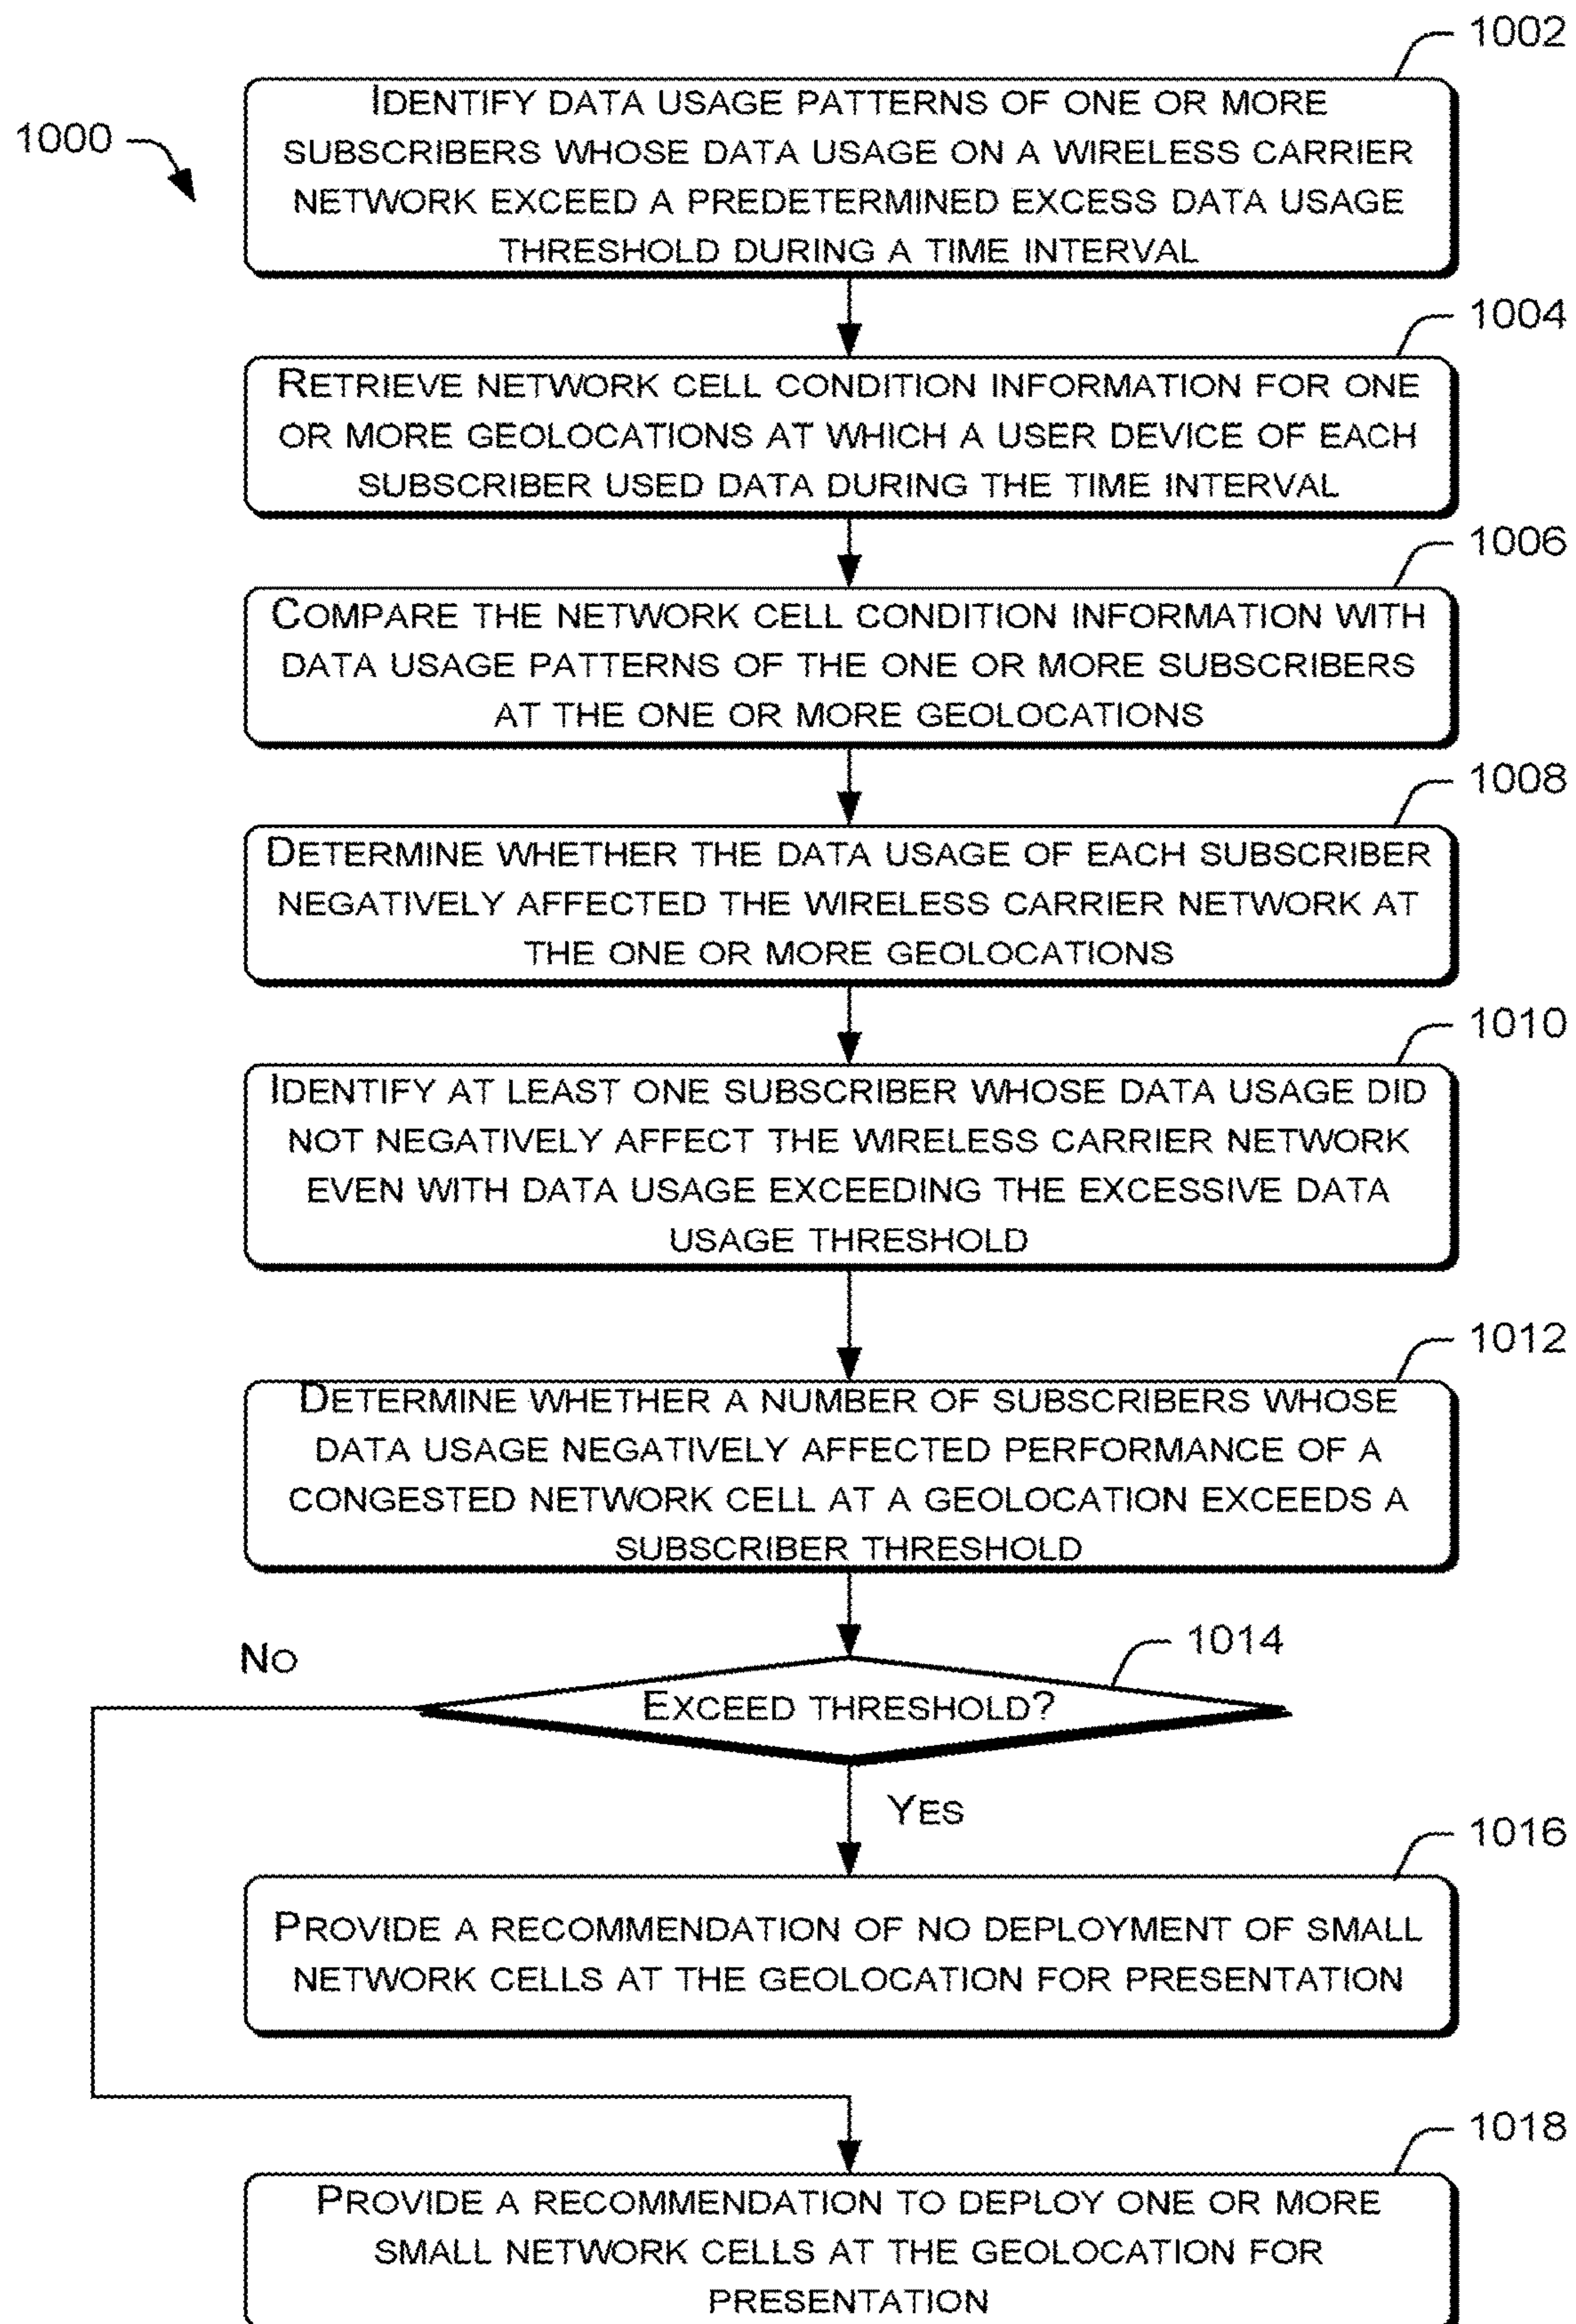 1002
IDENTIFY DATA USAGE PATTERNS OF ONE OR MORE
SUBSCRIBERS WHOSE DATA USAGE ON A WIRELESS CARRIER
NETWORK EXCEED A PREDETERMINED EXCESS DATA USAGE
THRESHOLD DURING A TIME INTERVAL
1000
1004
RETRIEVE NETWORK CELL CONDITION INFORMATION FOR ONE
OR MORE GEOLOCATIONS AT WHICH A USER DEVICE OF EACH
SUBSCRIBER USED DATA DURING THE TIME INTERVAL
1006
COMPARE THE NETWORK CELL CONDITION INFORMATION WITH
DATA USAGE PATTERNS OF THE ONE OR MORE SUBSCRIBERS
AT THE ONE OR MORE GEOLOCATIONS
1008
DETERMINE WHETHER THE DATA USAGE OF EACH SUBSCRIBER
NEGATIVELY AFFECTED THE WIRELESS CARRIER NETWORK AT
THE ONE OR MORE GEOLOCATIONS
1010
IDENTIFY AT LEAST ONE SUBSCRIBER WHOSE DATA USAGE DID
NOT NEGATIVELY AFFECT THE WIRELESS CARRIER NETWORK
EVEN WITH DATA USAGE EXCEEDING THE EXCESSIVE DATA
USAGE THRESHOLD
1012
DETERMINE WHETHER A NUMBER OF SUBSCRIBERS WHOSE
DATA USAGE NEGATIVELY AFFECTED PERFORMANCE OF A
CONGESTED NETWORK CELL AT A GEOLOCATION EXCEEDS A
SUBSCRIBER THRESHOLD
1014
NO
EXCEED THRESHOLD?
YES
1016
PROVIDE A RECOMMENDATION OF NO DEPLOYMENT OF SMALL
NETWORK CELLS AT THE GEOLOCATION FOR PRESENTATION
1018
PROVIDE A RECOMMENDATION TO DEPLOY ONE OR MORE
SMALL NETWORK CELLS AT THE GEOLOCATION FOR
PRESENTATION